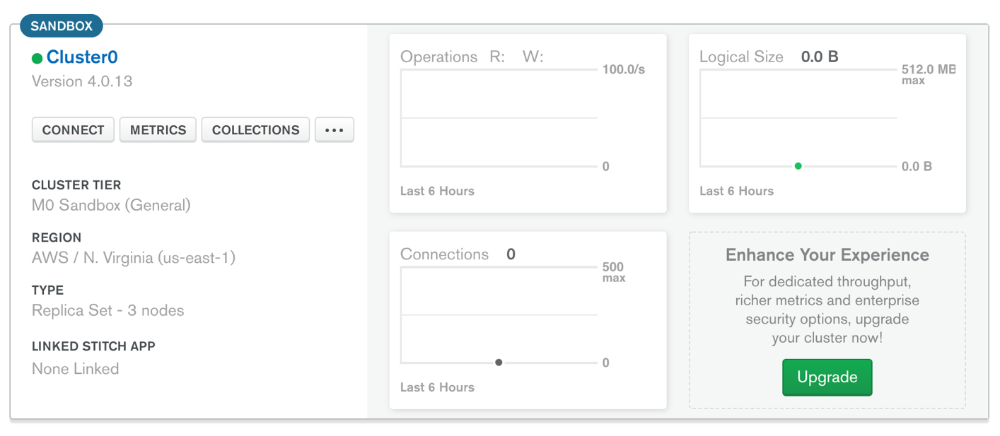 SANDBOX
Cluster0
Version 4.0.13
CONNECT METRICS COLLECTIONS ...
CLUSTER TIER
M0 Sandbox (General)
REGION
AWS / N. Virginia (us-east-1)
TYPE
Replica Set - 3 nodes
LINKED STITCH APP
None Linked
Operations R: W:
100.0/s
0
Last 6 Hours
Logical Size 0.0 B
512.0 MB
max
0.0 B
Last 6 Hours
Connections 0
500
max
0
Last 6 Hours
Enhance Your Experience
For dedicated throughput,
richer metrics and enterprise
security options, upgrade
your cluster now!
Upgrade